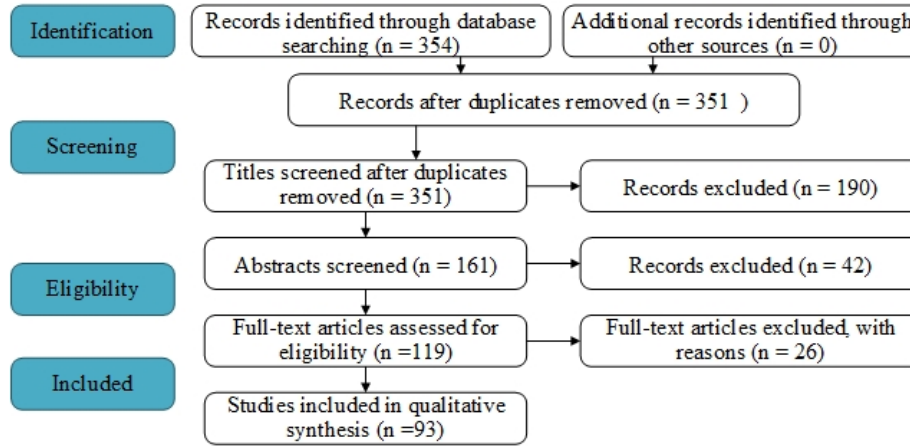 Identification
Records identified through database
searching (n = 354)
Additional records identified through
other sources (n = 0)
Records after duplicates removed (n = 351 )
Screening
Titles screened after duplicates
removed (n = 351)
Records excluded (n = 190)
Abstracts screened (n = 161)
Records excluded (n = 42)
Eligibility
Full-text articles assessed for
eligibility (n =119)
Full-text articles excluded, with
reasons (n = 26)
Included
Studies included in qualitative
synthesis (n =93)